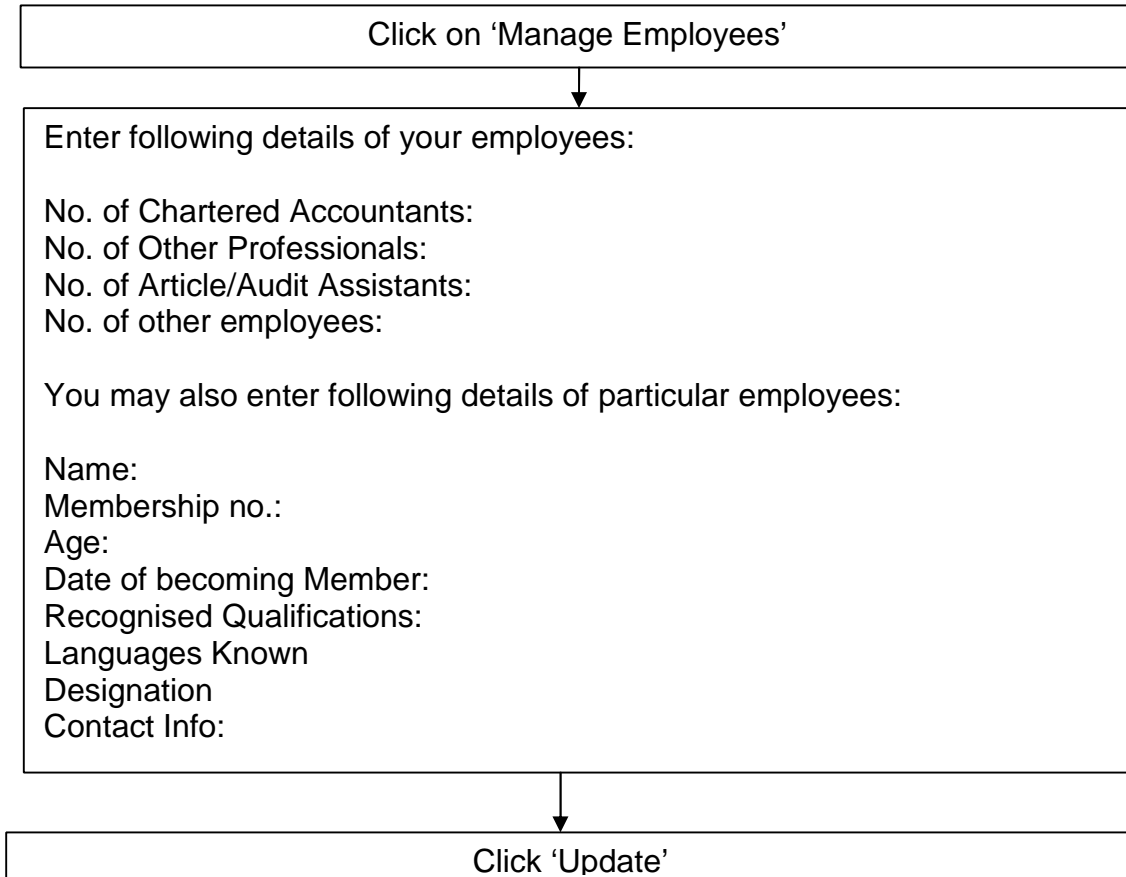 Click on ‘Manage Employees’
Enter following details of your employees:
No. of Chartered Accountants:
No. of Other Professionals:
No. of Article/Audit Assistants:
No. of other employees:
You may also enter following details of particular employees:
Name:
Membership no.:
Age:
Date of becoming Member:
Recognised Qualifications:
Languages Known
Designation
Contact Info:
Click ‘Update’